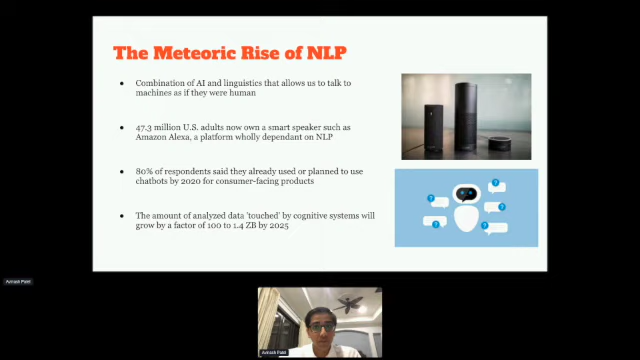 The Meteoric Rise of NLP
● Combination of AI and linguistics that allows us to talk to
machines as if they were human
● 47.3 million U.S. adults now own a smart speaker such as
Amazon Alexa, a platform wholly dependant on NLP
● 80% of respondents said they already used or planned to use
chatbots by 2020 for consumer-facing products
● The amount of analyzed data 'touched' by cognitive systems will
grow by a factor of 100 to 1.4 ZB by 2025
? ?
? ?
? ?
Avinash Patel
Avinash Patel